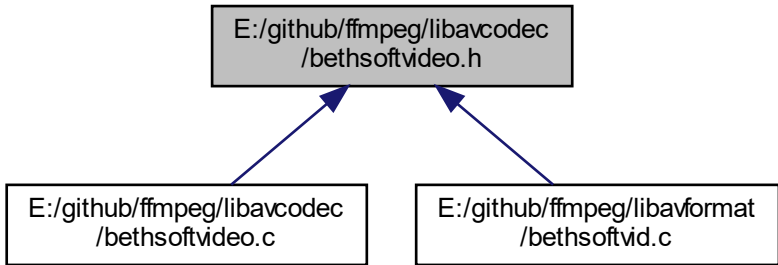 E:/github/ffmpeg/libavcodec
/bethsoftvideo.h
E:/github/ffmpeg/libavcodec
/bethsoftvideo.c
E:/github/ffmpeg/libavformat
/bethsoftvid.c